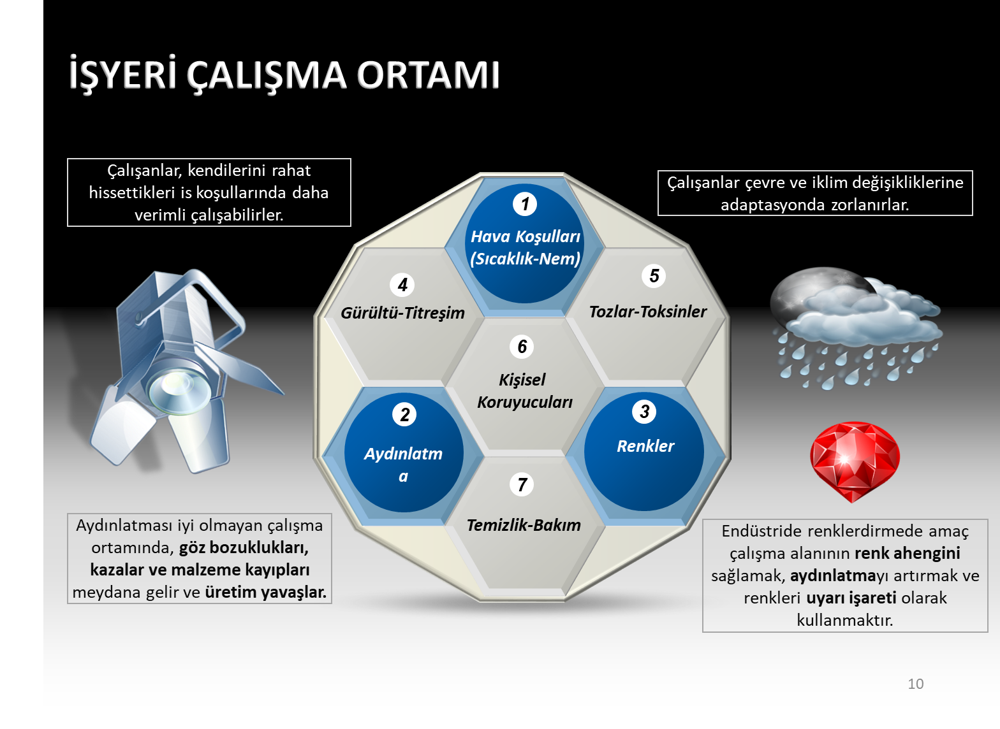 İŞYERİ ÇALIŞMA ORTAMI
Çalışanlar, kendilerini rahat
hissettikleri is koşullarında daha
verimli çalışabilirler.
Çalışanlar çevre ve iklim değişikliklerine
adaptasyonda zorlanırlar.
1
Hava Koşulları
(Sıcaklık-Nem)
4
Gürültü-Titreşim
5
Tozlar-Toksinler
6
Kişisel
Koruyucuları
2
Aydınlatm
a
3
Renkler
7
Temizlik-Bakım
Aydınlatması iyi olmayan çalışma
ortamında, göz bozuklukları,
kazalar ve malzeme kayıpları
meydana gelir ve üretim yavaşlar.
Endüstride renklerdirmede amaç
çalışma alanının renk ahengini
sağlamak, aydınlatmayı artırmak ve
renkleri uyarı işareti olarak
kullanmaktır.
10